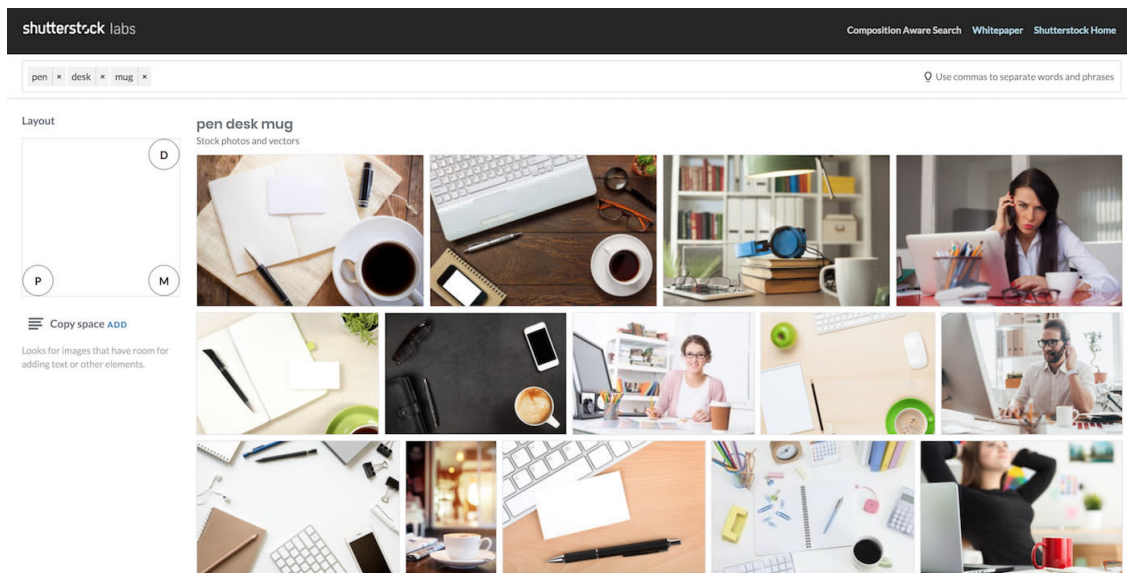 shutterstock labs
Composition Aware Search Whitepaper Shutterstock Home
pen × desk × mug ×
Use commas to separate words and phrases
Layout
D
P
M
Copy space ADD
Looks for images that have room for
adding text or other elements.
pen desk mug
Stock photos and vectors